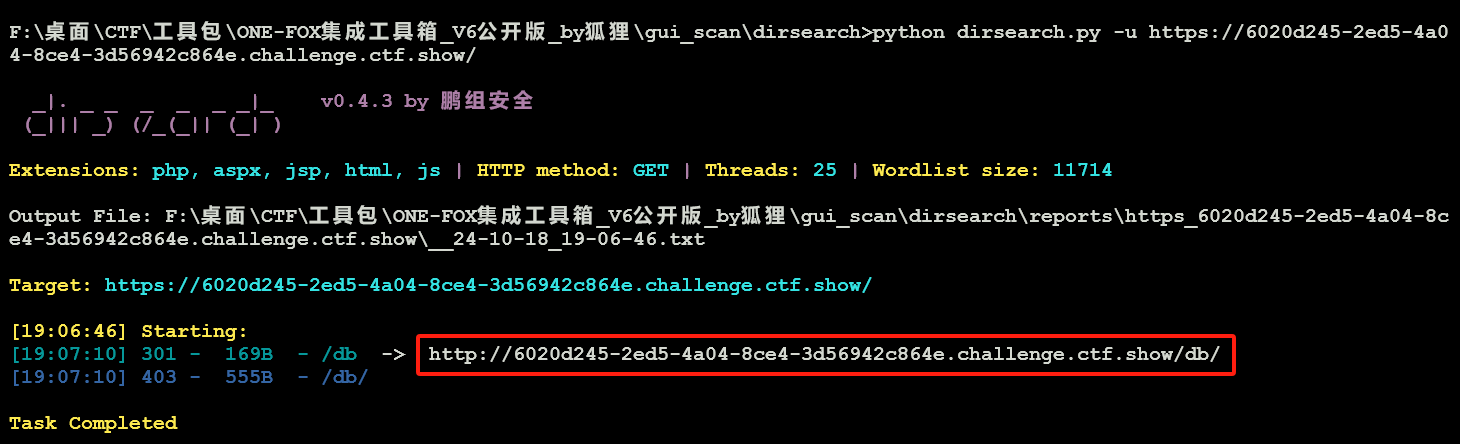 F:\桌面\CTF\工具包\ONE-FOX集成工具箱_V6公开版_by狐狸\gui_scan\dirsearch>python dirsearch.py -u https://6020d245-2ed5-4a0
4-8ce4-3d56942c864e.challenge.ctf.show/
_|. _ _  _  _  _ _|_    v0.4.3 by 鹏组安全
(_||| _) (/_(_|| (_| )
Extensions: php, aspx, jsp, html, js | HTTP method: GET | Threads: 25 | Wordlist size: 11714
Output File: F:\桌面\CTF\工具包\ONE-FOX集成工具箱_V6公开版_by狐狸\gui_scan\dirsearch\reports\https_6020d245-2ed5-4a04-8c
e4-3d56942c864e.challenge.ctf.show\__24-10-18_19-06-46.txt
Target: https://6020d245-2ed5-4a04-8ce4-3d56942c864e.challenge.ctf.show/
[19:06:46] Starting:
[19:07:10] 301 -  169B  - /db  ->  http://6020d245-2ed5-4a04-8ce4-3d56942c864e.challenge.ctf.show/db/
[19:07:10] 403 -  555B  - /db/
Task Completed